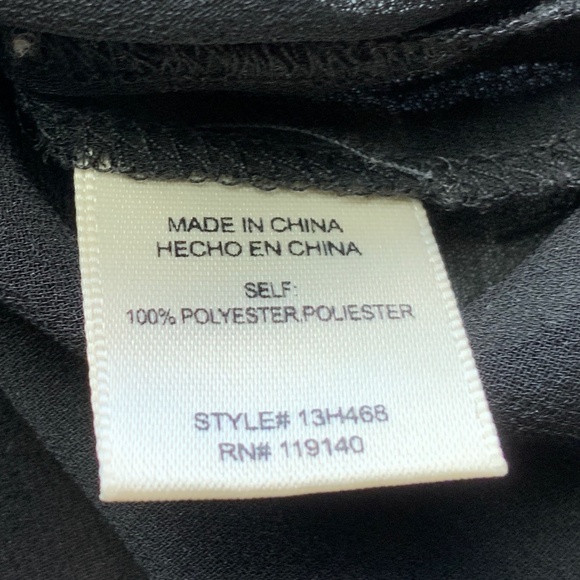 MADE IN CHINA
HECHO EN CHINA
SELF:
100% POLYESTER,POLIESTER
STYLE# 13H468
RN# 119140